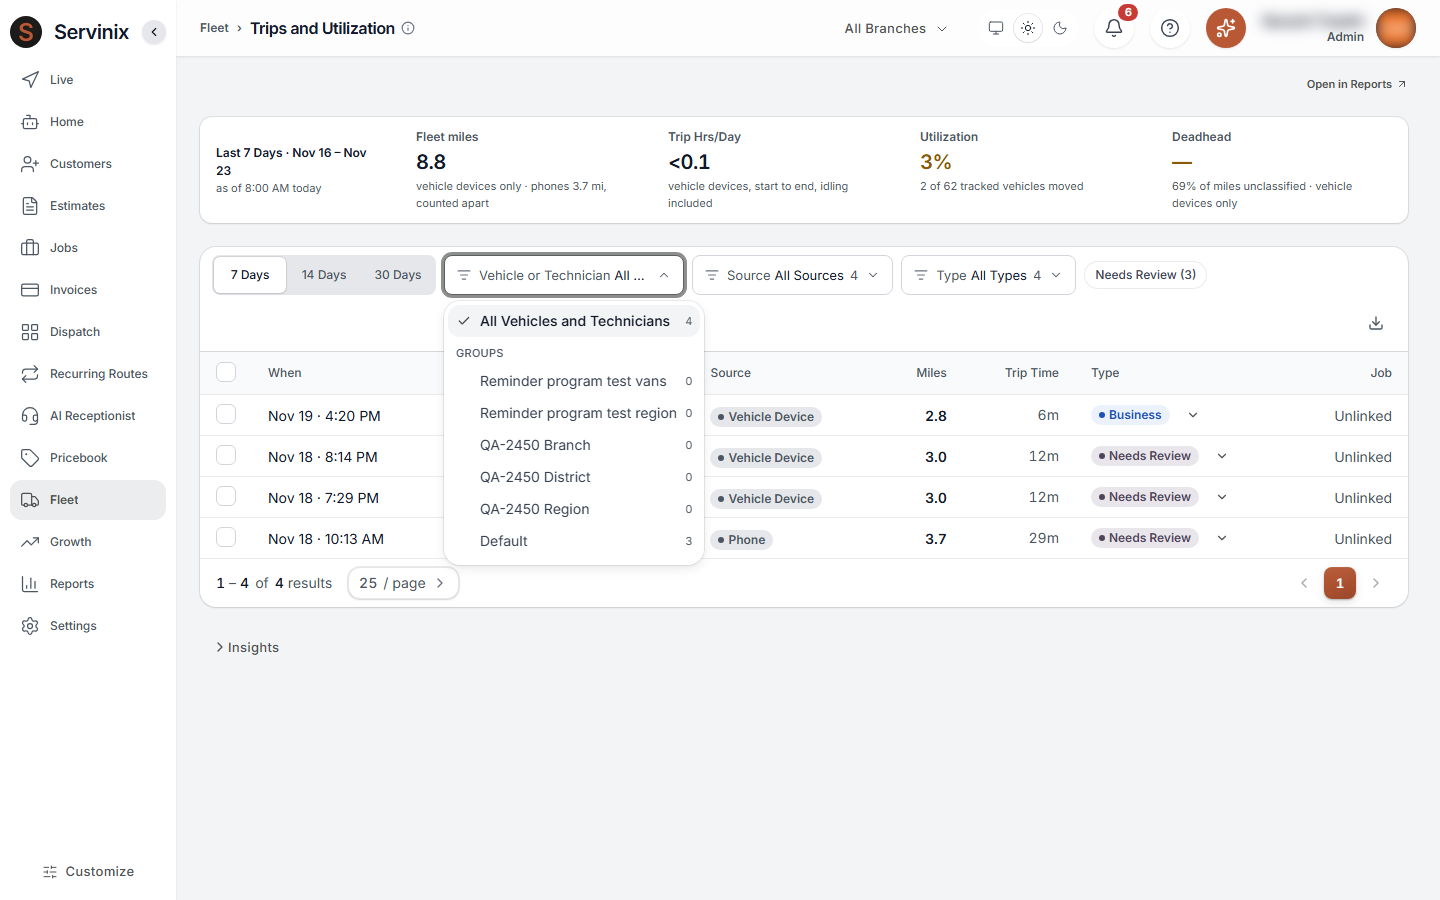 Servinix
Live
Home
Customers
Estimates
Jobs
Invoices
Dispatch
Recurring Routes
AI Receptionist
Pricebook
Fleet
Growth
Reports
Settings
Customize
Fleet › Trips and Utilization
All Branches
6
Admin
Open in Reports
Last 7 Days · Nov 16 – Nov
23
as of 8:00 AM today
Fleet miles
8.8
vehicle devices only · phones 3.7 mi,
counted apart
Trip Hrs/Day
<0.1
vehicle devices, start to end, idling
included
Utilization
3%
2 of 62 tracked vehicles moved
Deadhead
—
69% of miles unclassified · vehicle
devices only
7 Days 14 Days 30 Days Vehicle or Technician All ... Source All Sources 4 Type All Types 4 Needs Review (3)
All Vehicles and Technicians 4
GROUPS
Reminder program test vans 0
Reminder program test region 0
QA-2450 Branch 0
QA-2450 District 0
QA-2450 Region 0
Default 3
When Source Miles Trip Time Type Job
Nov 19 · 4:20 PM Vehicle Device 2.8 6m Business Unlinked
Nov 18 · 8:14 PM Vehicle Device 3.0 12m Needs Review Unlinked
Nov 18 · 7:29 PM Vehicle Device 3.0 12m Needs Review Unlinked
Nov 18 · 10:13 AM Phone 3.7 29m Needs Review Unlinked
1 – 4 of 4 results 25 / page 1
Insights